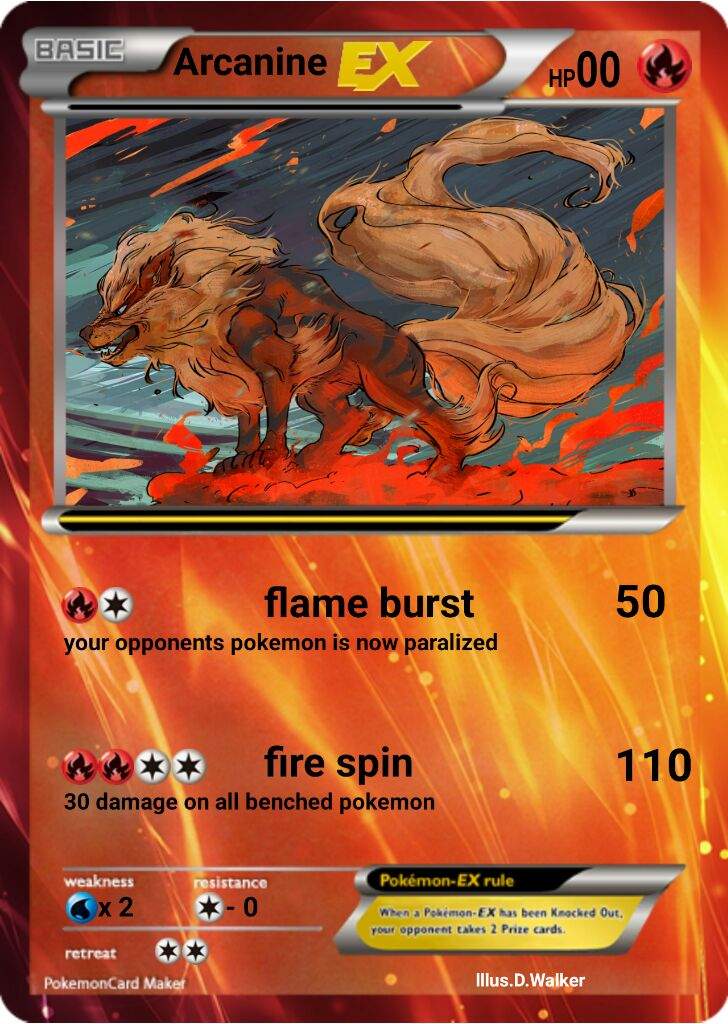 BASIC Arcanine EX HP00
flame burst 50
your opponents pokemon is now paralized
fire spin 110
30 damage on all benched pokemon
weakness resistance
x 2 - 0
retreat
Pokémon-EX rule
When a Pokémon-EX has been Knocked Out,
your opponent takes 2 Prize cards.
PokemonCard Maker Illus.D.Walker